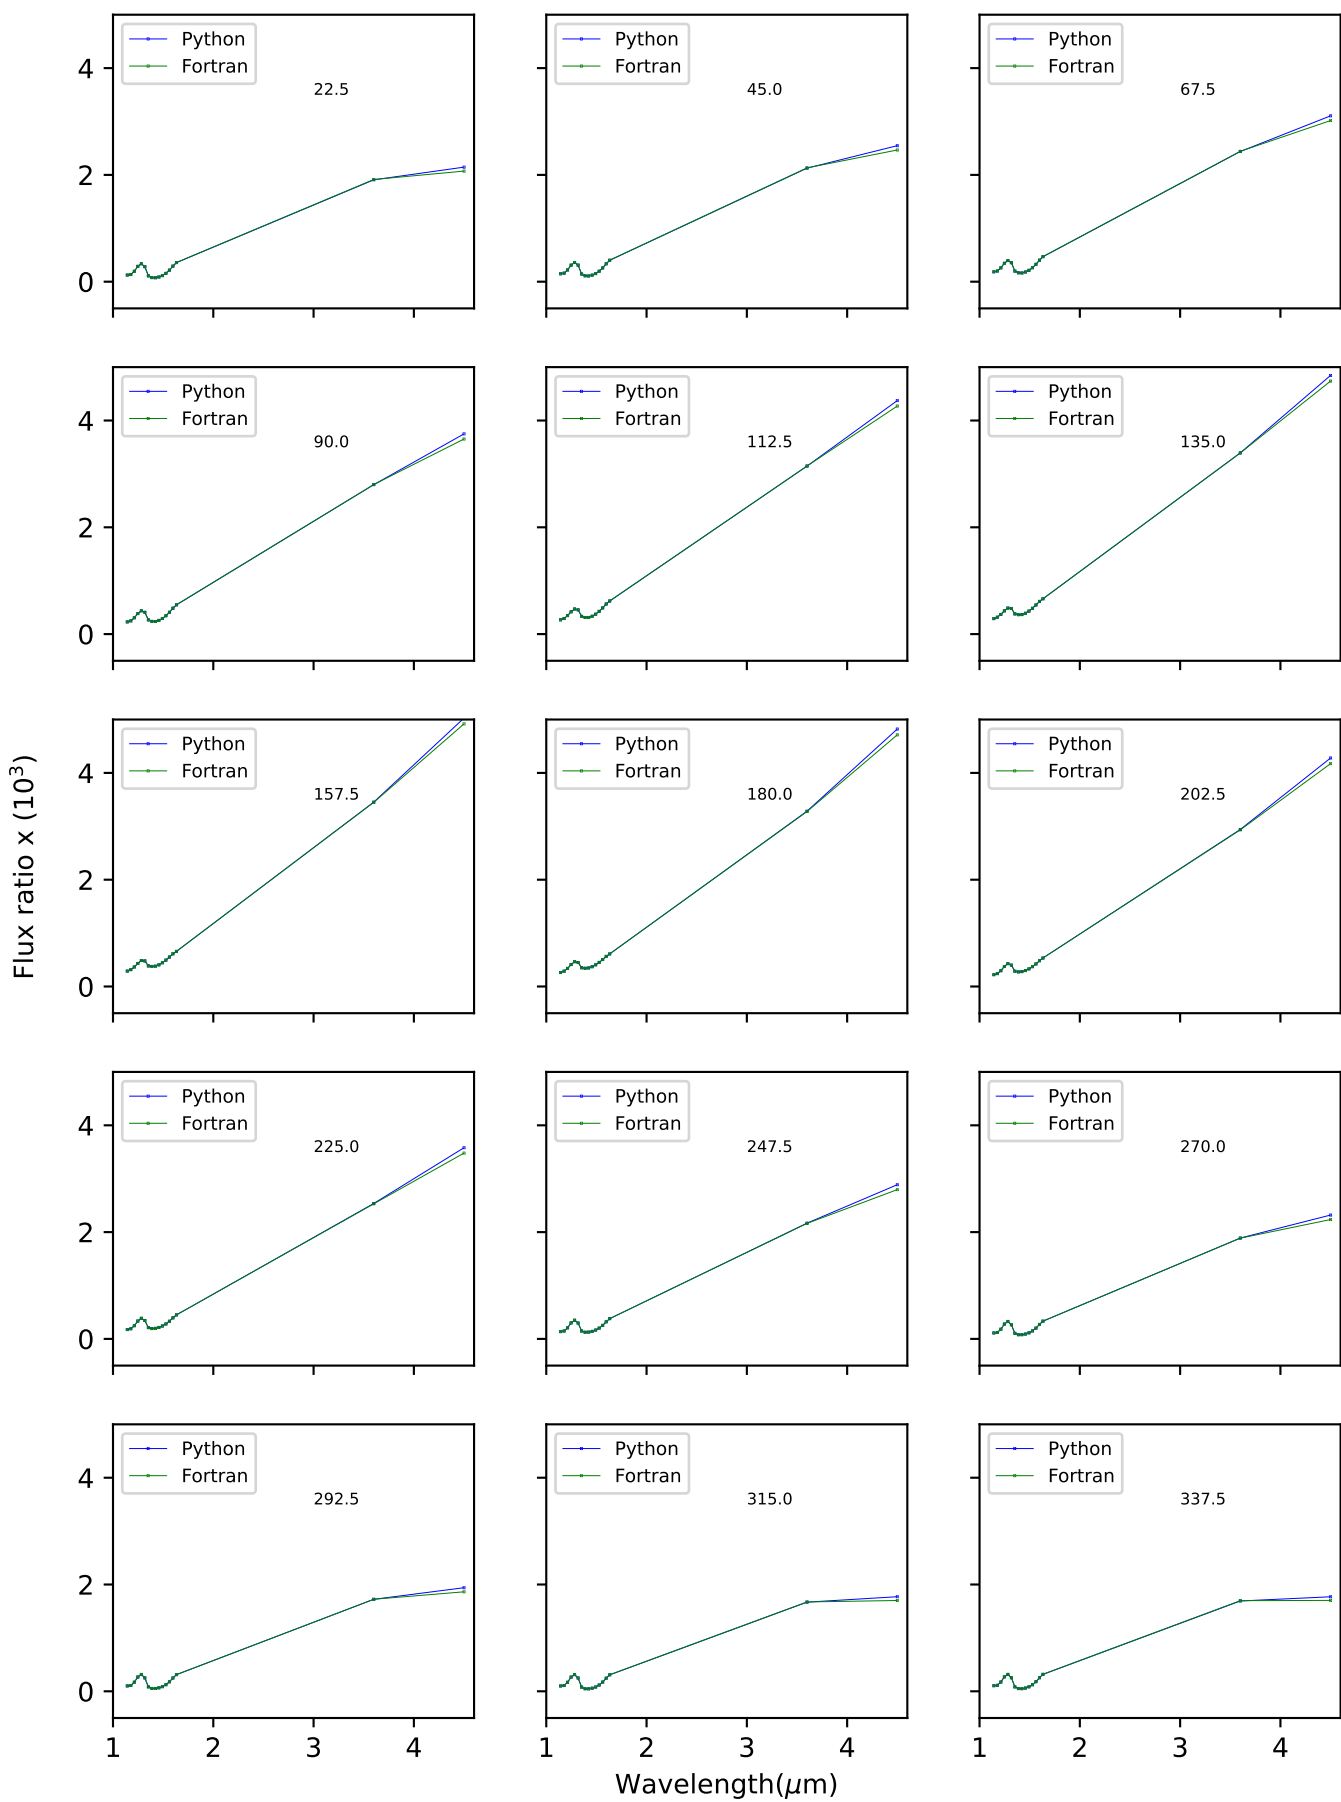 Python
Fortran
22.5
4
2
0
Python
Fortran
45.0
Python
Fortran
67.5
Python
Fortran
90.0
4
2
0
Python
Fortran
112.5
Python
Fortran
135.0
Flux ratio x (10³)
Python
Fortran
157.5
4
2
0
Python
Fortran
180.0
Python
Fortran
202.5
Python
Fortran
225.0
4
2
0
Python
Fortran
247.5
Python
Fortran
270.0
Python
Fortran
292.5
4
2
0
1 2 3 4
Python
Fortran
315.0
1 2 3 4
Python
Fortran
337.5
1 2 3 4
Wavelength(μm)